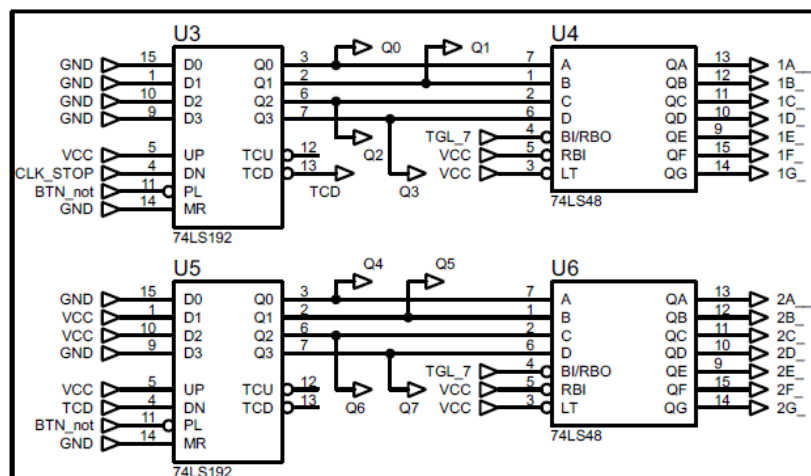 U3 U4
Q0 Q1
GND 15 D0 Q0 3 7 A QA 13 1A_
GND 1 D1 Q1 2 1 B QB 12 1B_
GND 10 D2 Q2 6 2 C QC 11 1C_
GND 9 D3 Q3 7 6 D QD 10 1D_
TGL_7 4 BI/RBO QE 9 1E_
VCC 5 UP TCU 12 Q2 VCC 5 RBI QF 15 1F_
CLK_STOP 4 DN TCD 13 TCD Q3 VCC 3 LT QG 14 1G_
BTN_not 11 PL
GND 14 MR
74LS192 74LS48
U5 U6
Q4 Q5
GND 15 D0 Q0 3 7 A QA 13 2A_
VCC 1 D1 Q1 2 1 B QB 12 2B_
VCC 10 D2 Q2 6 2 C QC 11 2C_
GND 9 D3 Q3 7 6 D QD 10 2D_
TGL_7 4 BI/RBO QE 9 2E_
VCC 5 UP TCU 12 Q6 Q7 VCC 5 RBI QF 15 2F_
TCD 4 DN TCD 13 VCC 3 LT QG 14 2G_
BTN_not 11 PL
GND 14 MR
74LS192 74LS48